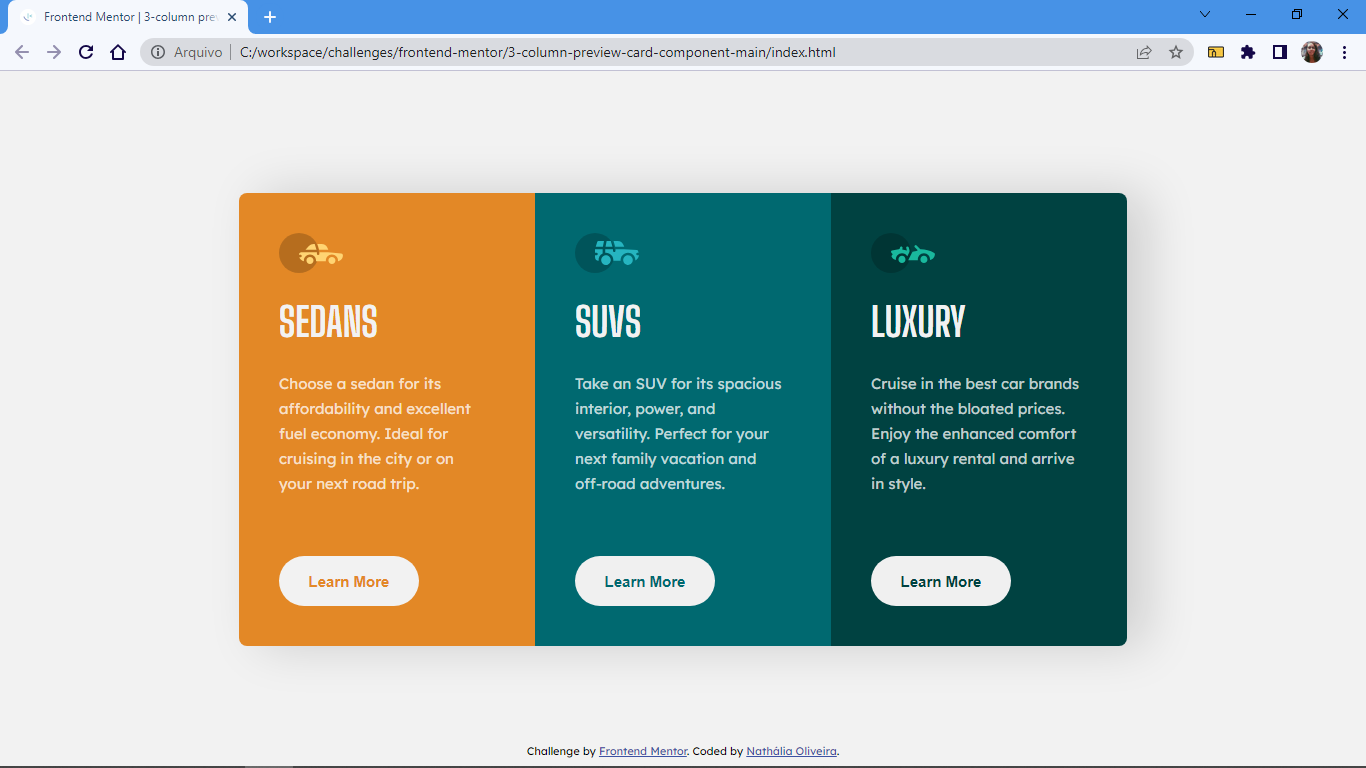 Frontend Mentor | 3-column prev
Arquivo
C:/workspace/challenges/frontend-mentor/3-column-preview-card-component-main/index.html
SEDANS
Choose a sedan for its
affordability and excellent
fuel economy. Ideal for
cruising in the city or on
your next road trip.
Learn More
SUVS
Take an SUV for its spacious
interior, power, and
versatility. Perfect for your
next family vacation and
off-road adventures.
Learn More
LUXURY
Cruise in the best car brands
without the bloated prices.
Enjoy the enhanced comfort
of a luxury rental and arrive
in style.
Learn More
Challenge by Frontend Mentor. Coded by Nathália Oliveira.